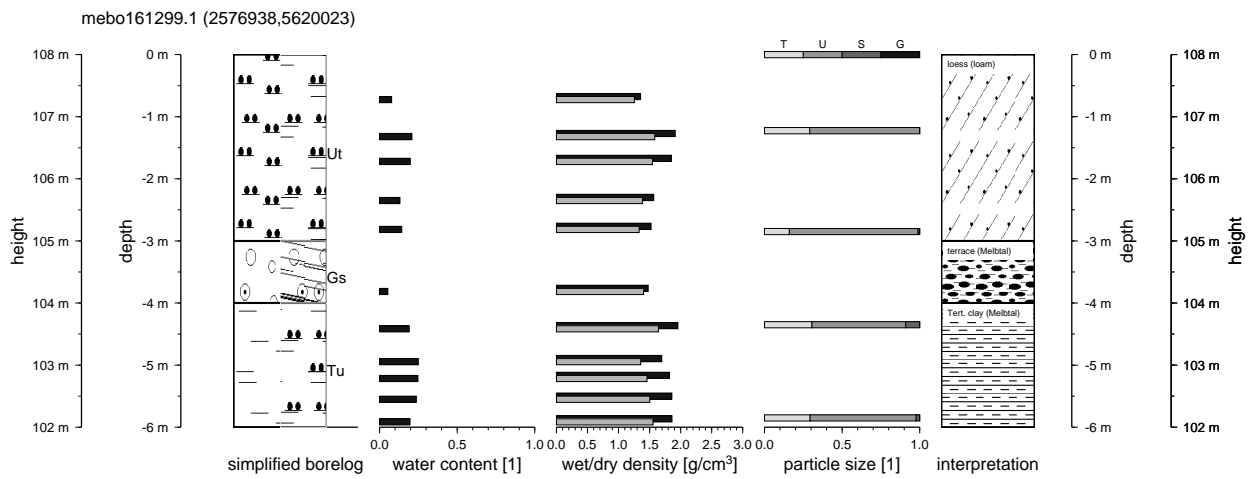 mebo161299.1 (2576938,5620023)
T U S G
108 m 0 m 0 m 108 m
loess (loam)
107 m -1 m -1 m 107 m
Ut
106 m -2 m -2 m 106 m
height depth depth height
105 m -3 m -3 m 105 m
terrace (Melbtal)
Gs
104 m -4 m -4 m 104 m
Tert. clay (Melbtal)
103 m -5 m -5 m 103 m
Tu
102 m -6 m -6 m 102 m
0.0 0.5 1.0 0.0 0.5 1.0 1.5 2.0 2.5 3.0 0.0 0.5 1.0
simplified borelog water content [1] wet/dry density [g/cm³] particle size [1] interpretation